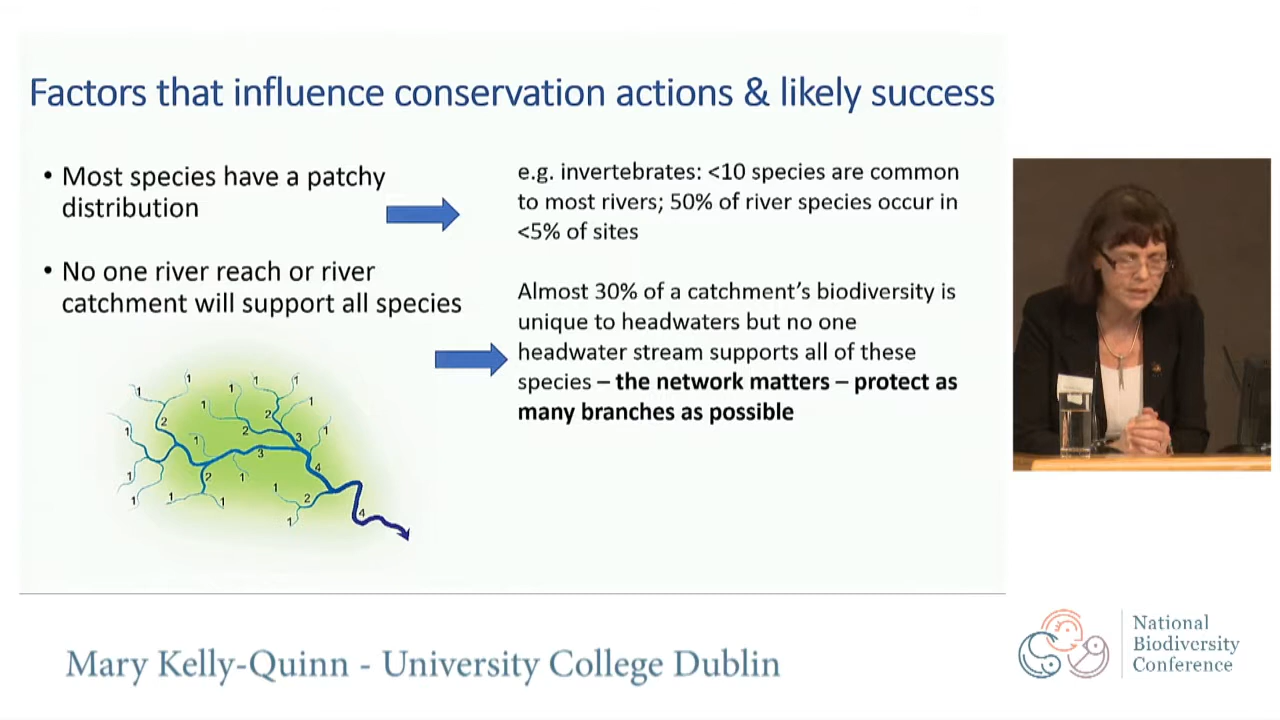 Factors that influence conservation actions & likely success
• Most species have a patchy
distribution
e.g. invertebrates: <10 species are common
to most rivers; 50% of river species occur in
<5% of sites
• No one river reach or river
catchment will support all species
Almost 30% of a catchment's biodiversity is
unique to headwaters but no one
headwater stream supports all of these
species – the network matters – protect as
many branches as possible
1
1
1
1
1
1
1
2
2
1
1
2
3
1
3
4
1
2
1
1
1
1
1
2
4
1
Mary Kelly-Quinn - University College Dublin
National
Biodiversity
Conference